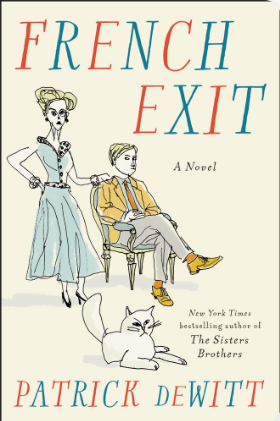 FRENCH
EXIT
A Novel
New York Times
bestselling author of
The Sisters
Brothers
PATRICK DEWITT